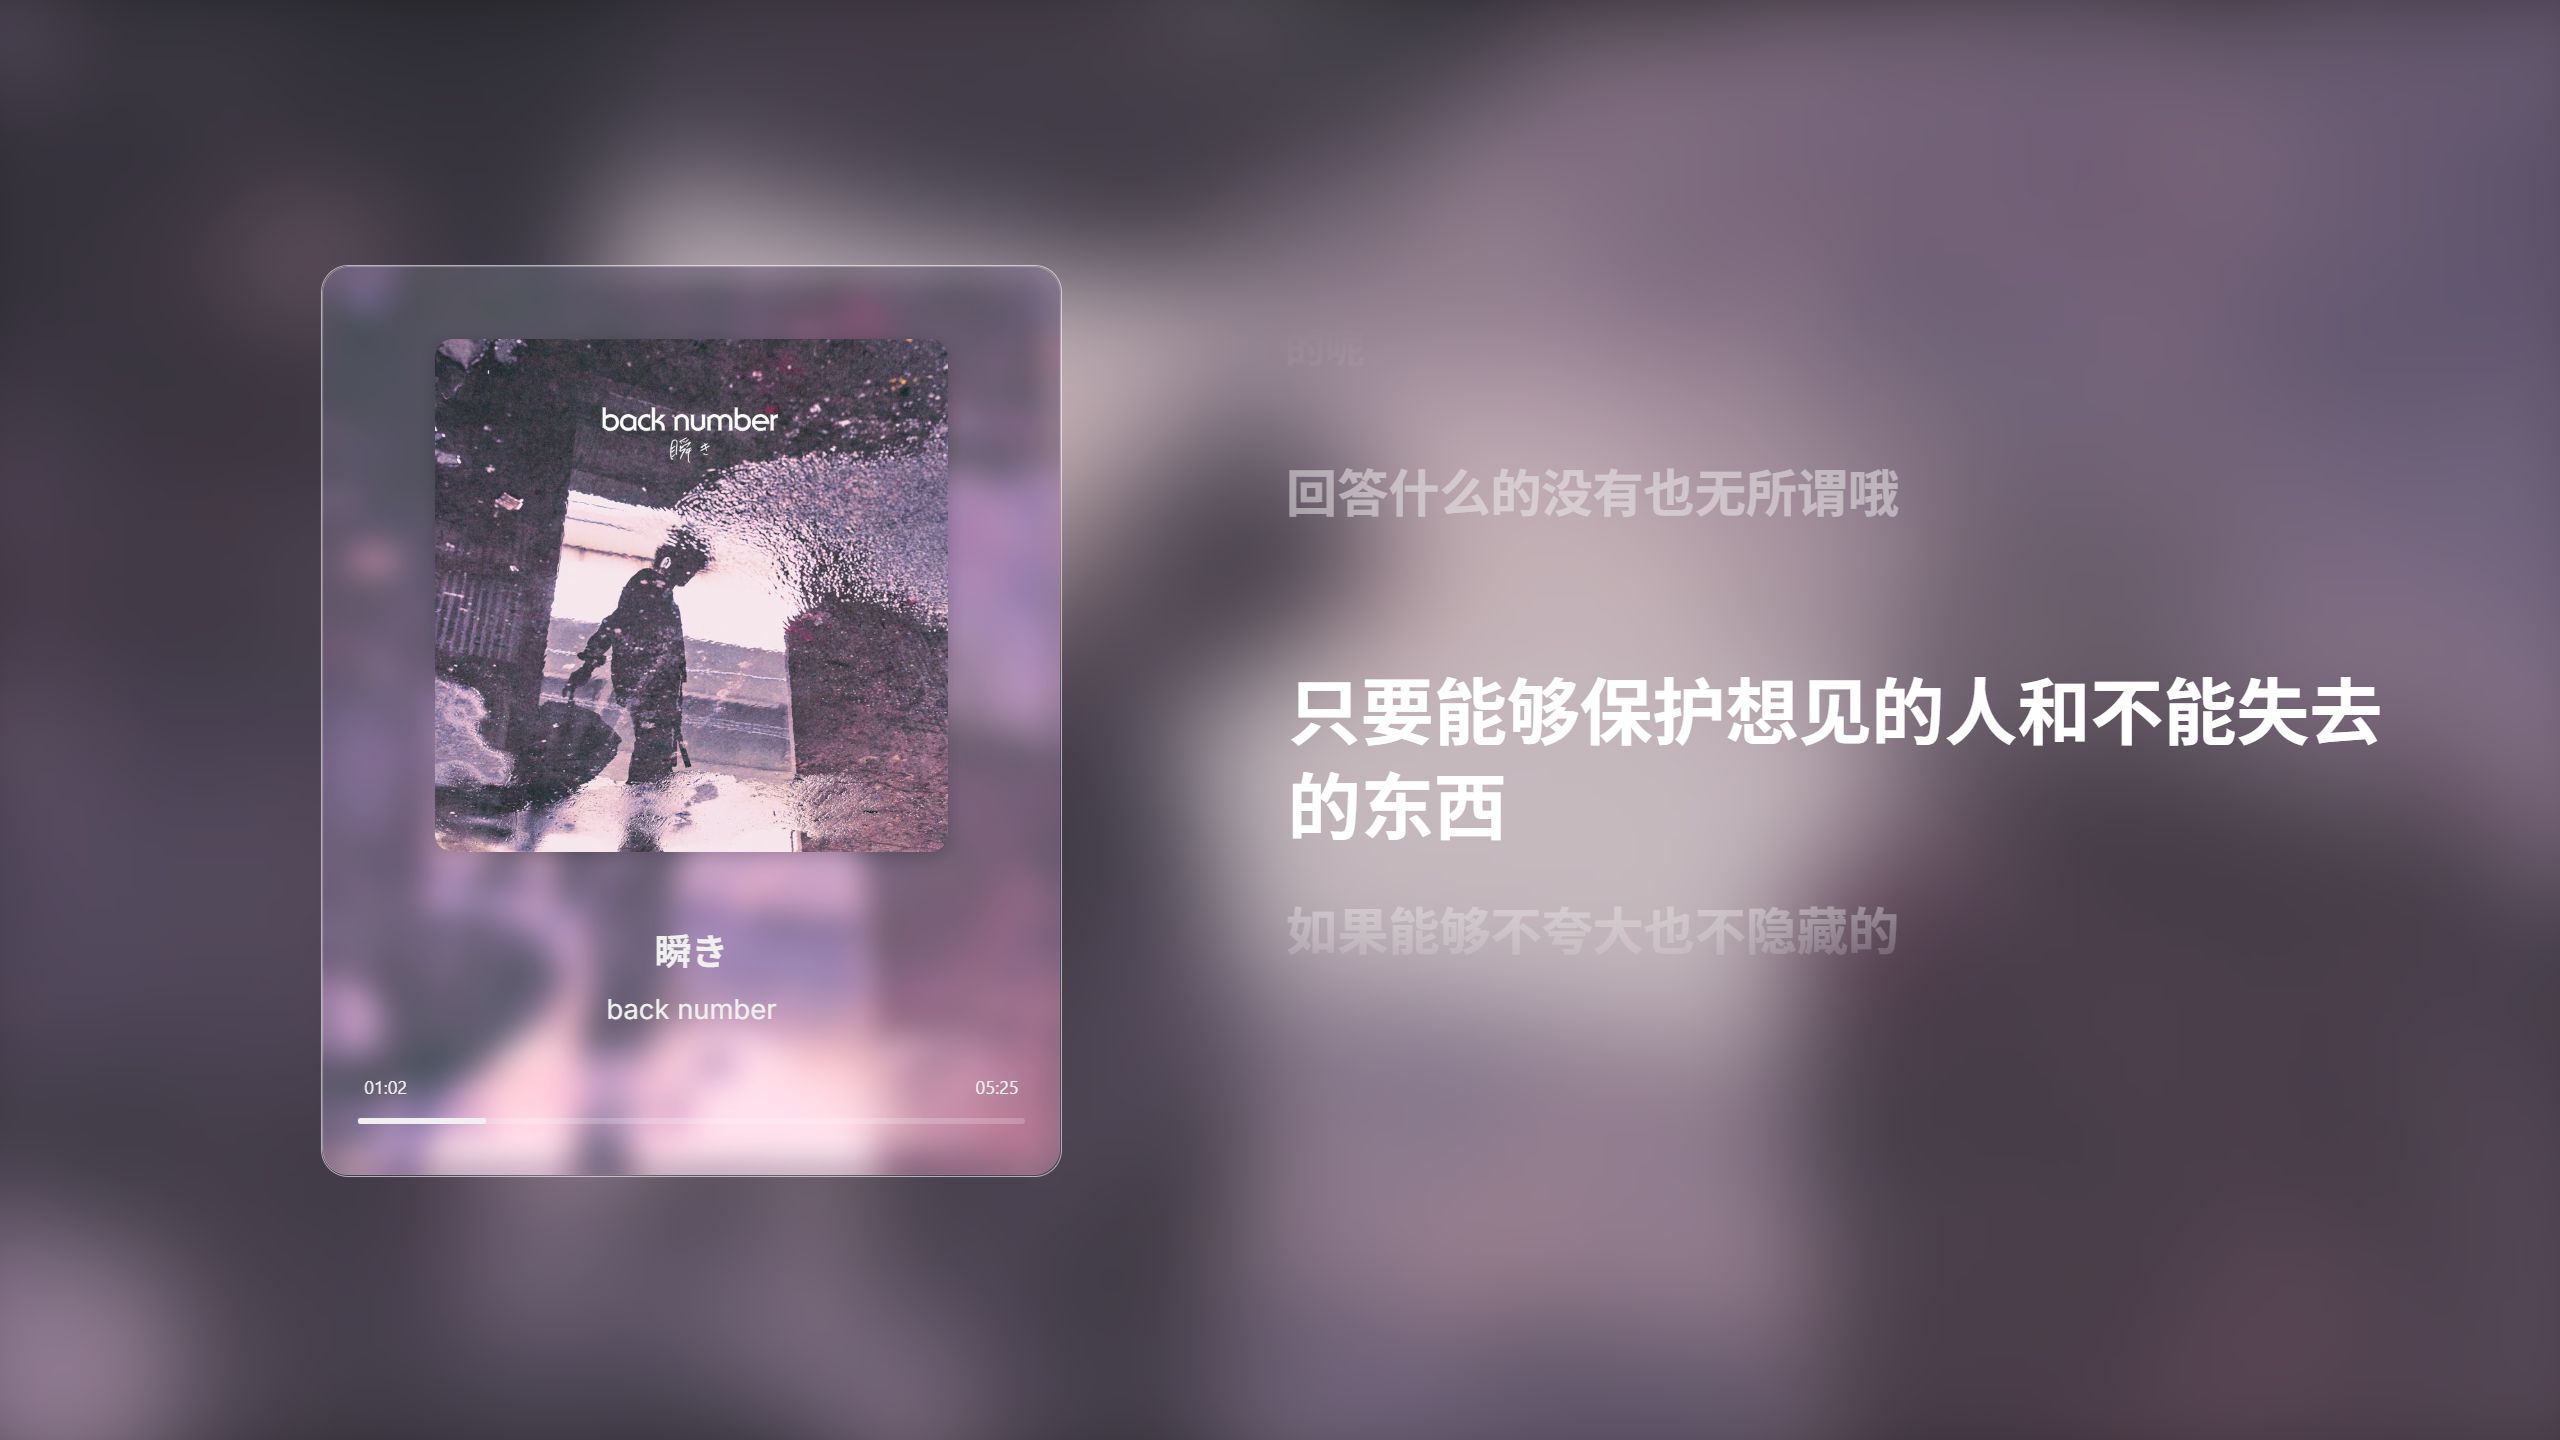 back number
瞬き
瞬き
back number
01:02
05:25
的呢
回答什么的没有也无所谓哦
只要能够保护想见的人和不能失去
的东西
如果能够不夸大也不隐藏的